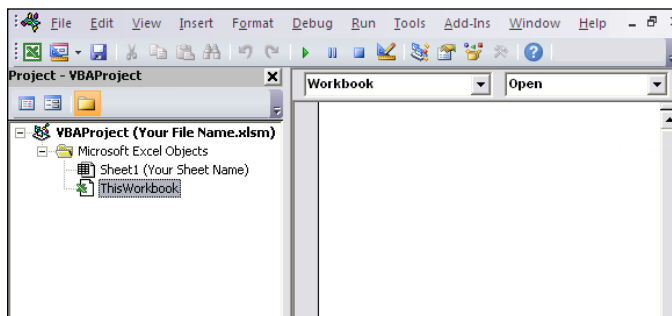 File Edit View Insert Format Debug Run Tools Add-Ins Window Help
Project - VBAProject
Workbook Open
VBAProject (Your File Name.xlsm)
Microsoft Excel Objects
Sheet1 (Your Sheet Name)
ThisWorkbook